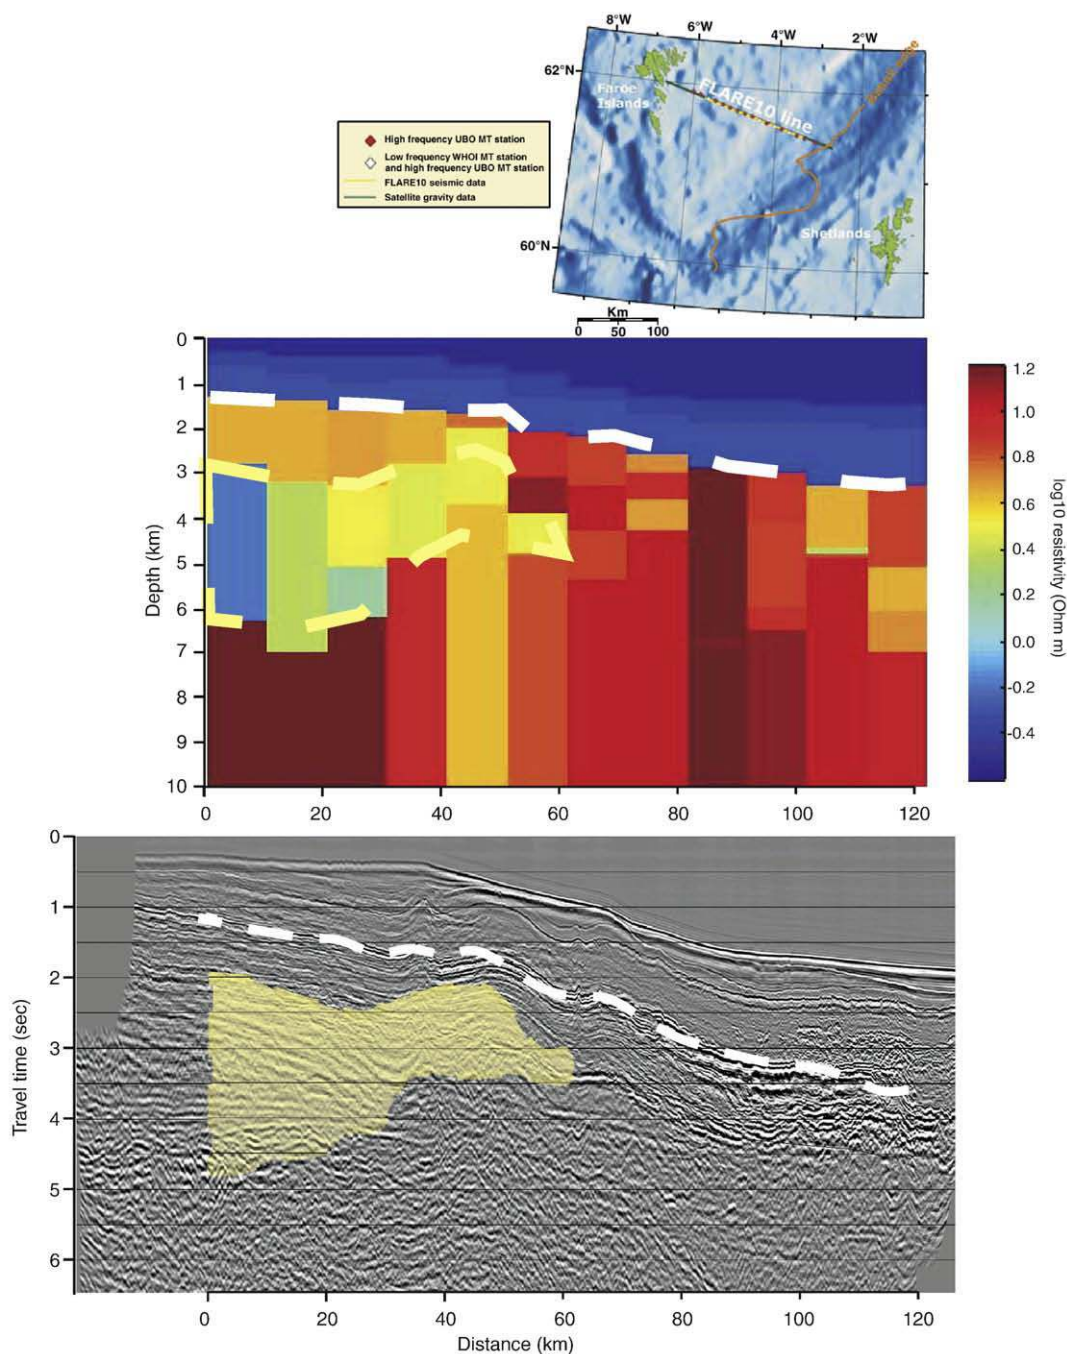 8°W
6°W
4°W
2°W
62°N
Faroe
Islands
FLARE10 line
Shetlands
60°N
High frequency UBO MT station
Low frequency WHOI MT station
and high frequency UBO MT station
FLARE10 seismic data
Satellite gravity data
Km
0 50 100
0
1
2
3
4
5
6
7
8
9
10
Depth (km)
0 20 40 60 80 100 120
1.2
1.0
0.8
0.6
0.4
0.2
0.0
-0.2
-0.4
log10 resistivity (Ohm m)
0
1
2
3
4
5
6
Travel time (sec)
0 20 40 60 80 100 120
Distance (km)